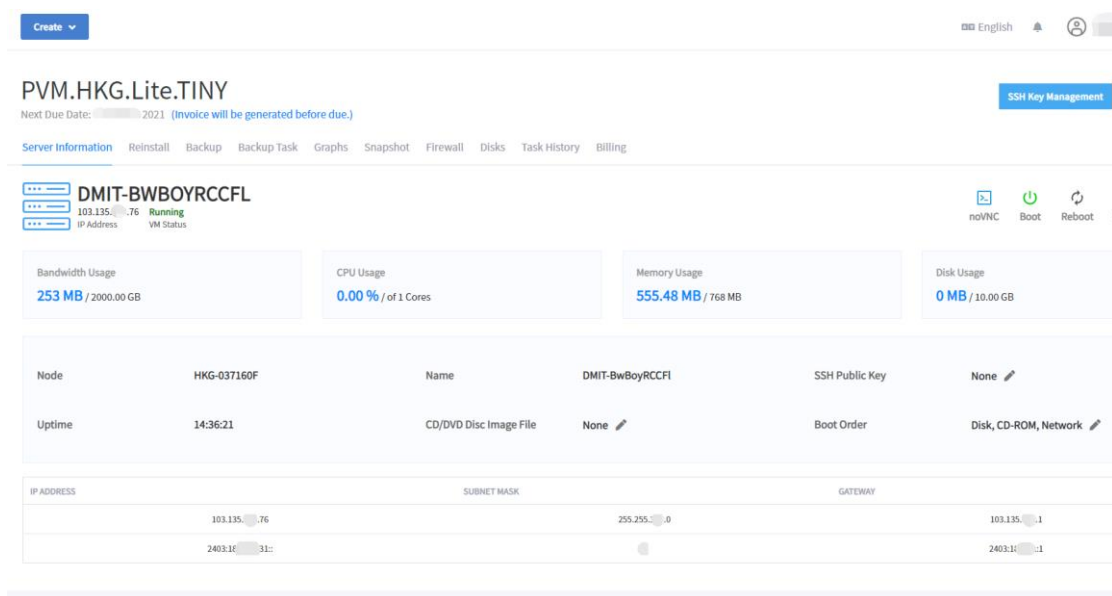 Create
English
PVM.HKG.Lite.TINY
SSH Key Management
Next Due Date: 2021 (Invoice will be generated before due.)
Server Information Reinstall Backup Backup Task Graphs Snapshot Firewall Disks Task History Billing
DMIT-BWBOYRCCFL
103.135. .76 Running
IP Address VM Status
noVNC Boot Reboot
Bandwidth Usage CPU Usage Memory Usage Disk Usage
253 MB / 2000.00 GB 0.00 % / of 1 Cores 555.48 MB / 768 MB 0 MB / 10.00 GB
Node HKG-037160F Name DMIT-BwBoyRCCFl SSH Public Key None
Uptime 14:36:21 CD/DVD Disc Image File None Boot Order Disk, CD-ROM, Network
IP ADDRESS SUBNET MASK GATEWAY
103.135. .76 255.255. .0 103.135. .1
2403:18 31:: 2403:18 ::1